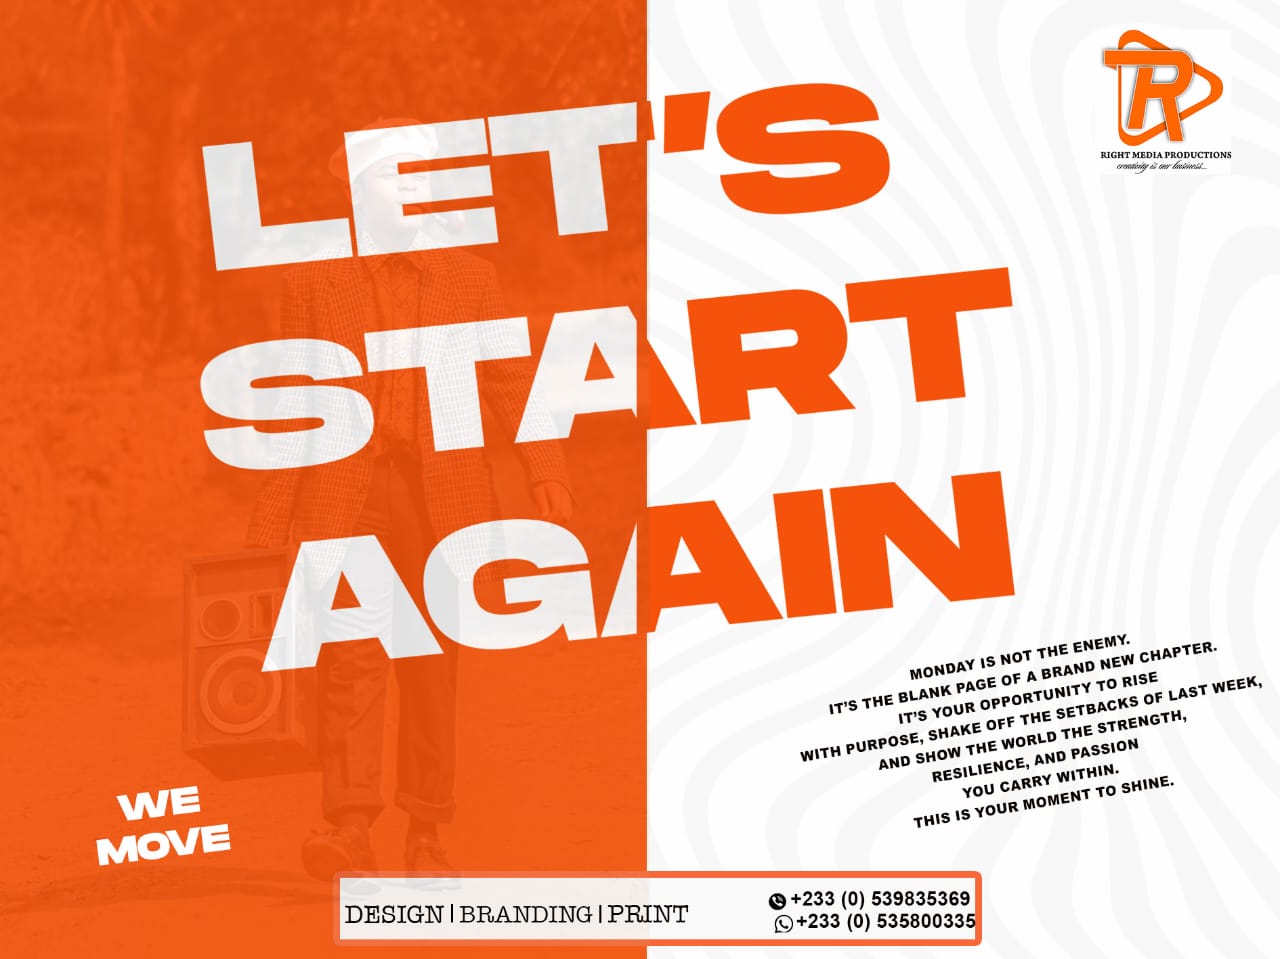 LET'S
START
AGAIN
RIGHT MEDIA PRODUCTIONS
creativity is our business...
MONDAY IS NOT THE ENEMY.
IT'S THE BLANK PAGE OF A BRAND NEW CHAPTER.
IT'S YOUR OPPORTUNITY TO RISE
WITH PURPOSE, SHAKE OFF THE SETBACKS OF LAST WEEK,
AND SHOW THE WORLD THE STRENGTH,
RESILIENCE, AND PASSION
YOU CARRY WITHIN.
THIS IS YOUR MOMENT TO SHINE.
WE
MOVE
DESIGN|BRANDING|PRINT
+233 (0) 539835369
+233 (0) 535800335